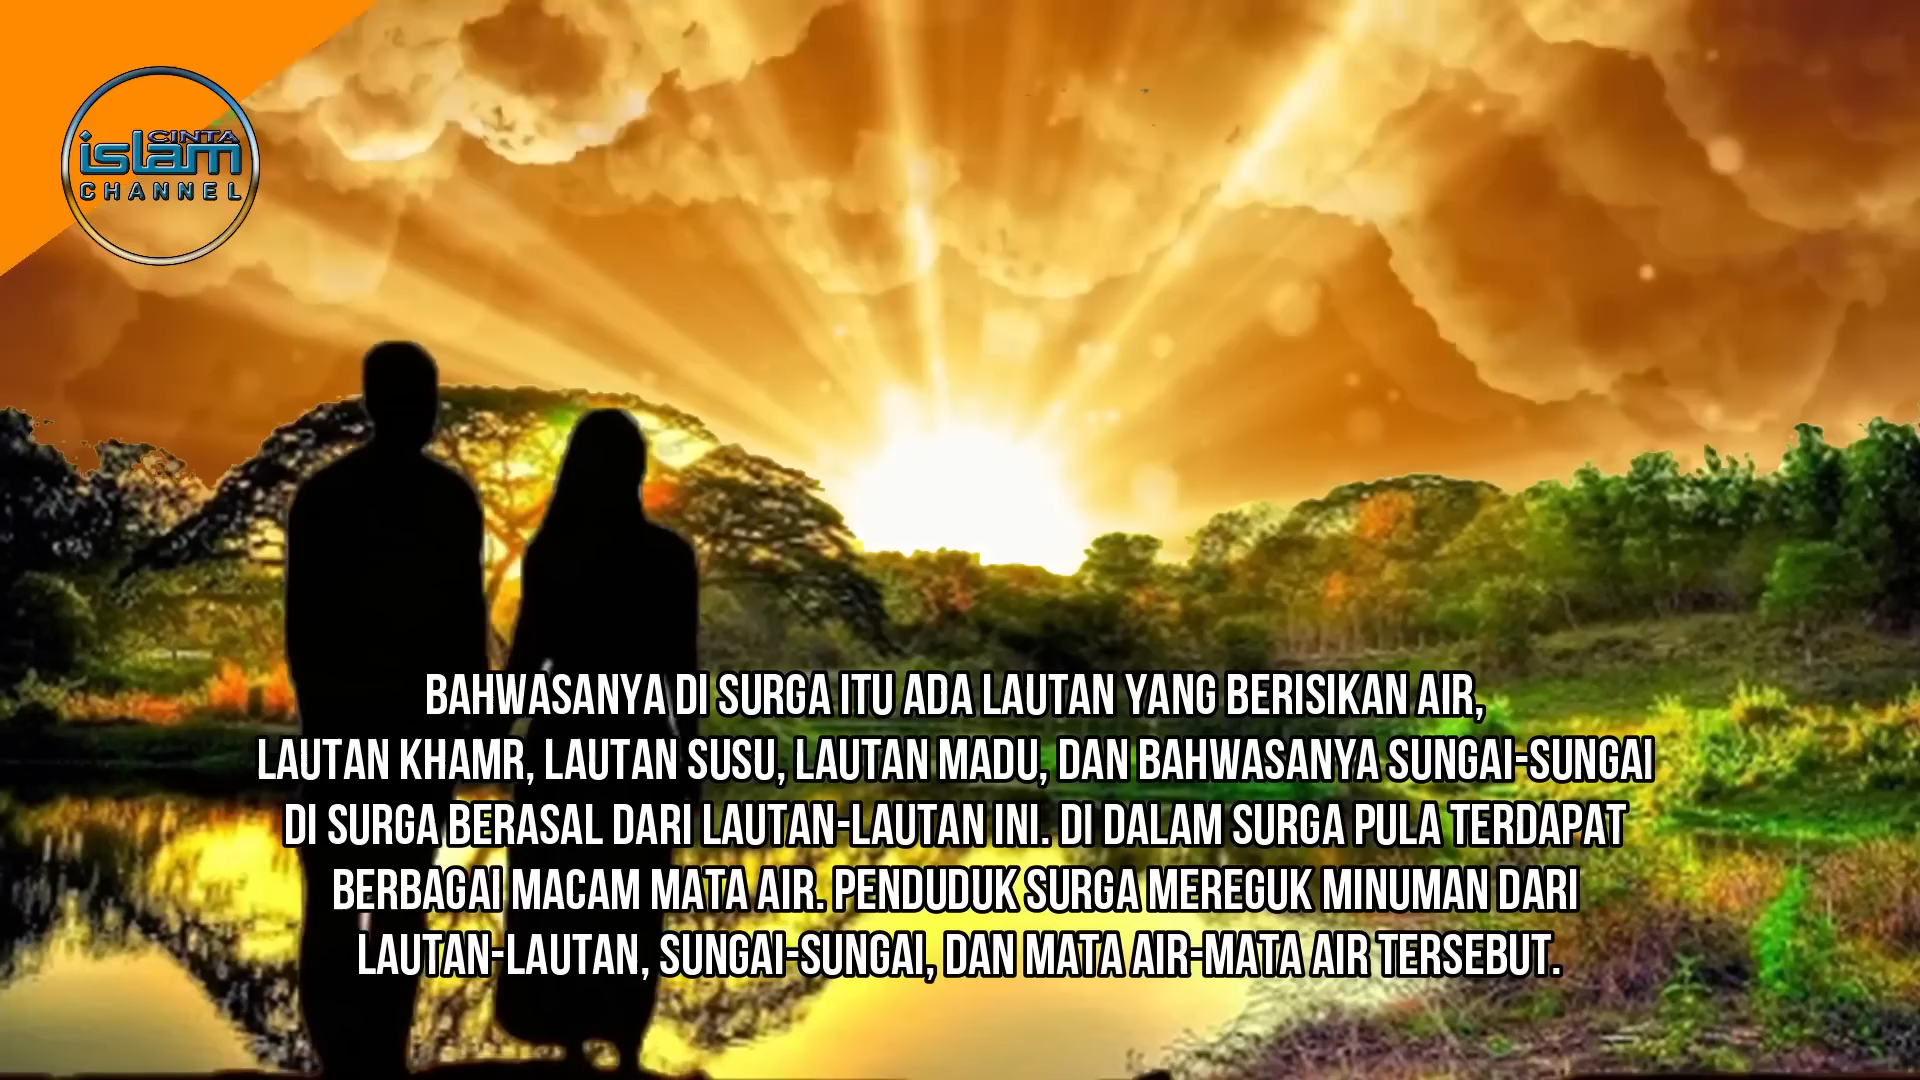 CINTA
islam
CHANNEL
BAHWASANYA DI SURGA ITU ADA LAUTAN YANG BERISIKAN AIR,
LAUTAN KHAMR, LAUTAN SUSU, LAUTAN MADU, DAN BAHWASANYA SUNGAI-SUNGAI
DI SURGA BERASAL DARI LAUTAN-LAUTAN INI. DI DALAM SURGA PULA TERDAPAT
BERBAGAI MACAM MATA AIR. PENDUDUK SURGA MEREGUK MINUMAN DARI
LAUTAN-LAUTAN, SUNGAI-SUNGAI, DAN MATA AIR-MATA AIR TERSEBUT.